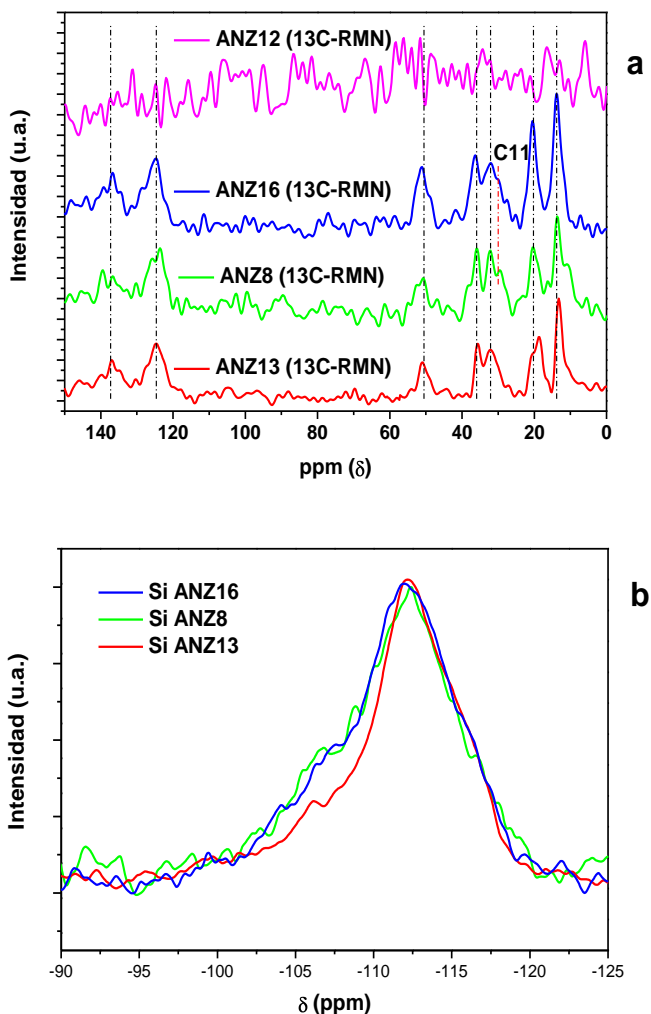 a
ANZ12 (13C-RMN)
C11
ANZ16 (13C-RMN)
ANZ8 (13C-RMN)
ANZ13 (13C-RMN)
Intensidad (u.a.)
140 120 100 80 60 40 20 0
ppm (δ)
b
Si ANZ16
Si ANZ8
Si ANZ13
Intensidad (u.a.)
-90 -95 -100 -105 -110 -115 -120 -125
δ (ppm)